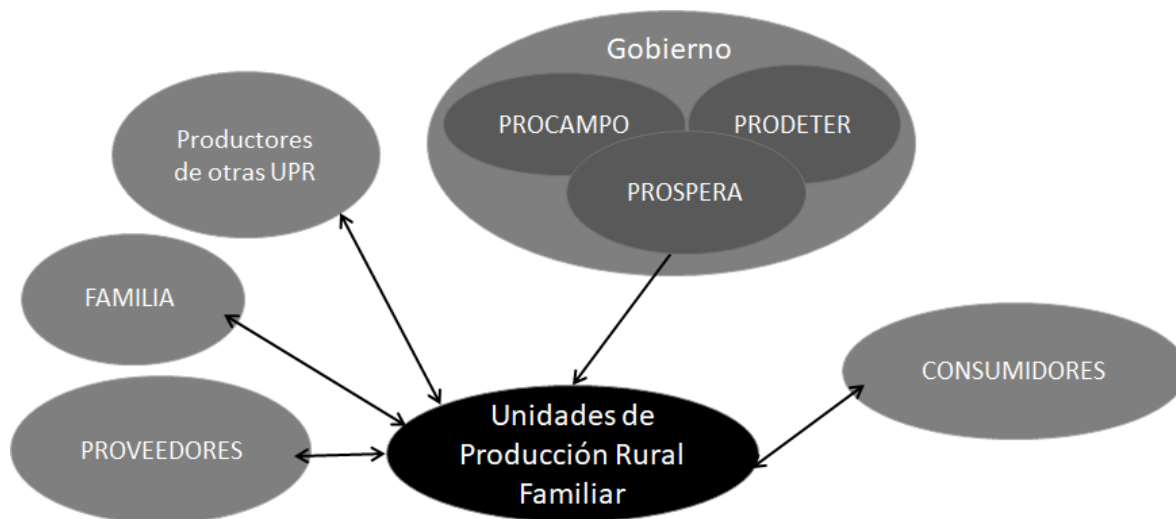 Gobierno
PROCAMPO
PRODETER
PROSPERA
Productores
de otras UPR
FAMILIA
PROVEEDORES
Unidades de
Producción Rural
Familiar
CONSUMIDORES